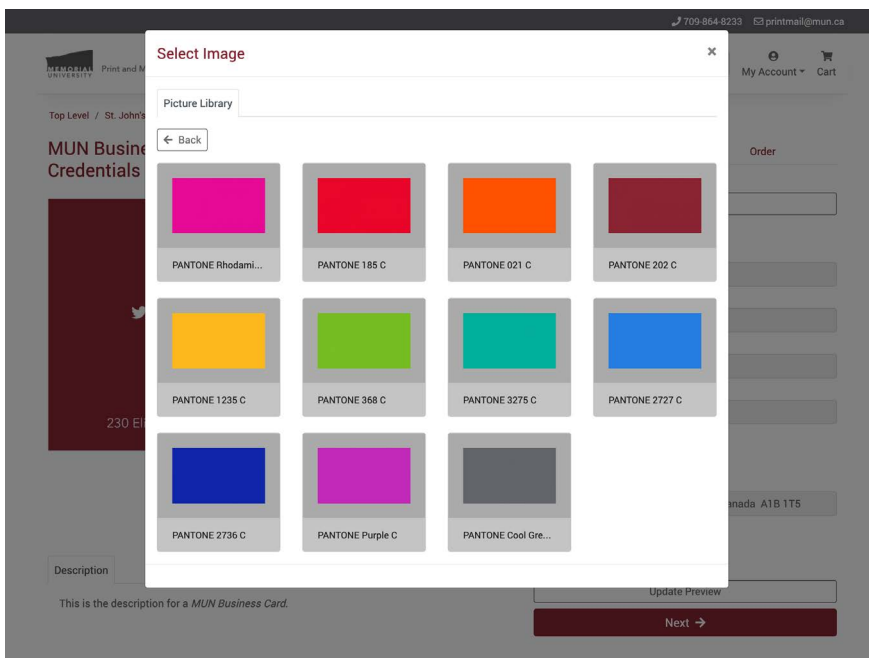 709-864-8233 printmail@mun.ca
Select Image ×
MEMORIAL
UNIVERSITY
Print and M
My Account Cart
Picture Library
Top Level / St. John's
← Back
MUN Busine
Credentials
Order
PANTONE Rhodami... PANTONE 185 C PANTONE 021 C PANTONE 202 C
PANTONE 1235 C PANTONE 368 C PANTONE 3275 C PANTONE 2727 C
230 Eli
PANTONE 2736 C PANTONE Purple C PANTONE Cool Gre...
anada A1B 1T5
Description
This is the description for a MUN Business Card.
Update Preview
Next →